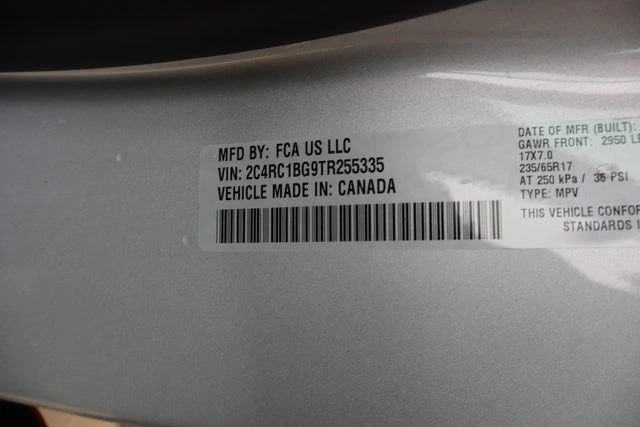 MFD BY: FCA US LLC
VIN: 2C4RC1BG9TR255335
VEHICLE MADE IN: CANADA
DATE OF MFR (BUILT):
GAWR FRONT: 2950
17X7.0
235/65R17
AT 250 kPa / 36 PSI
TYPE: MPV
THIS VEHICLE
STANDARDS